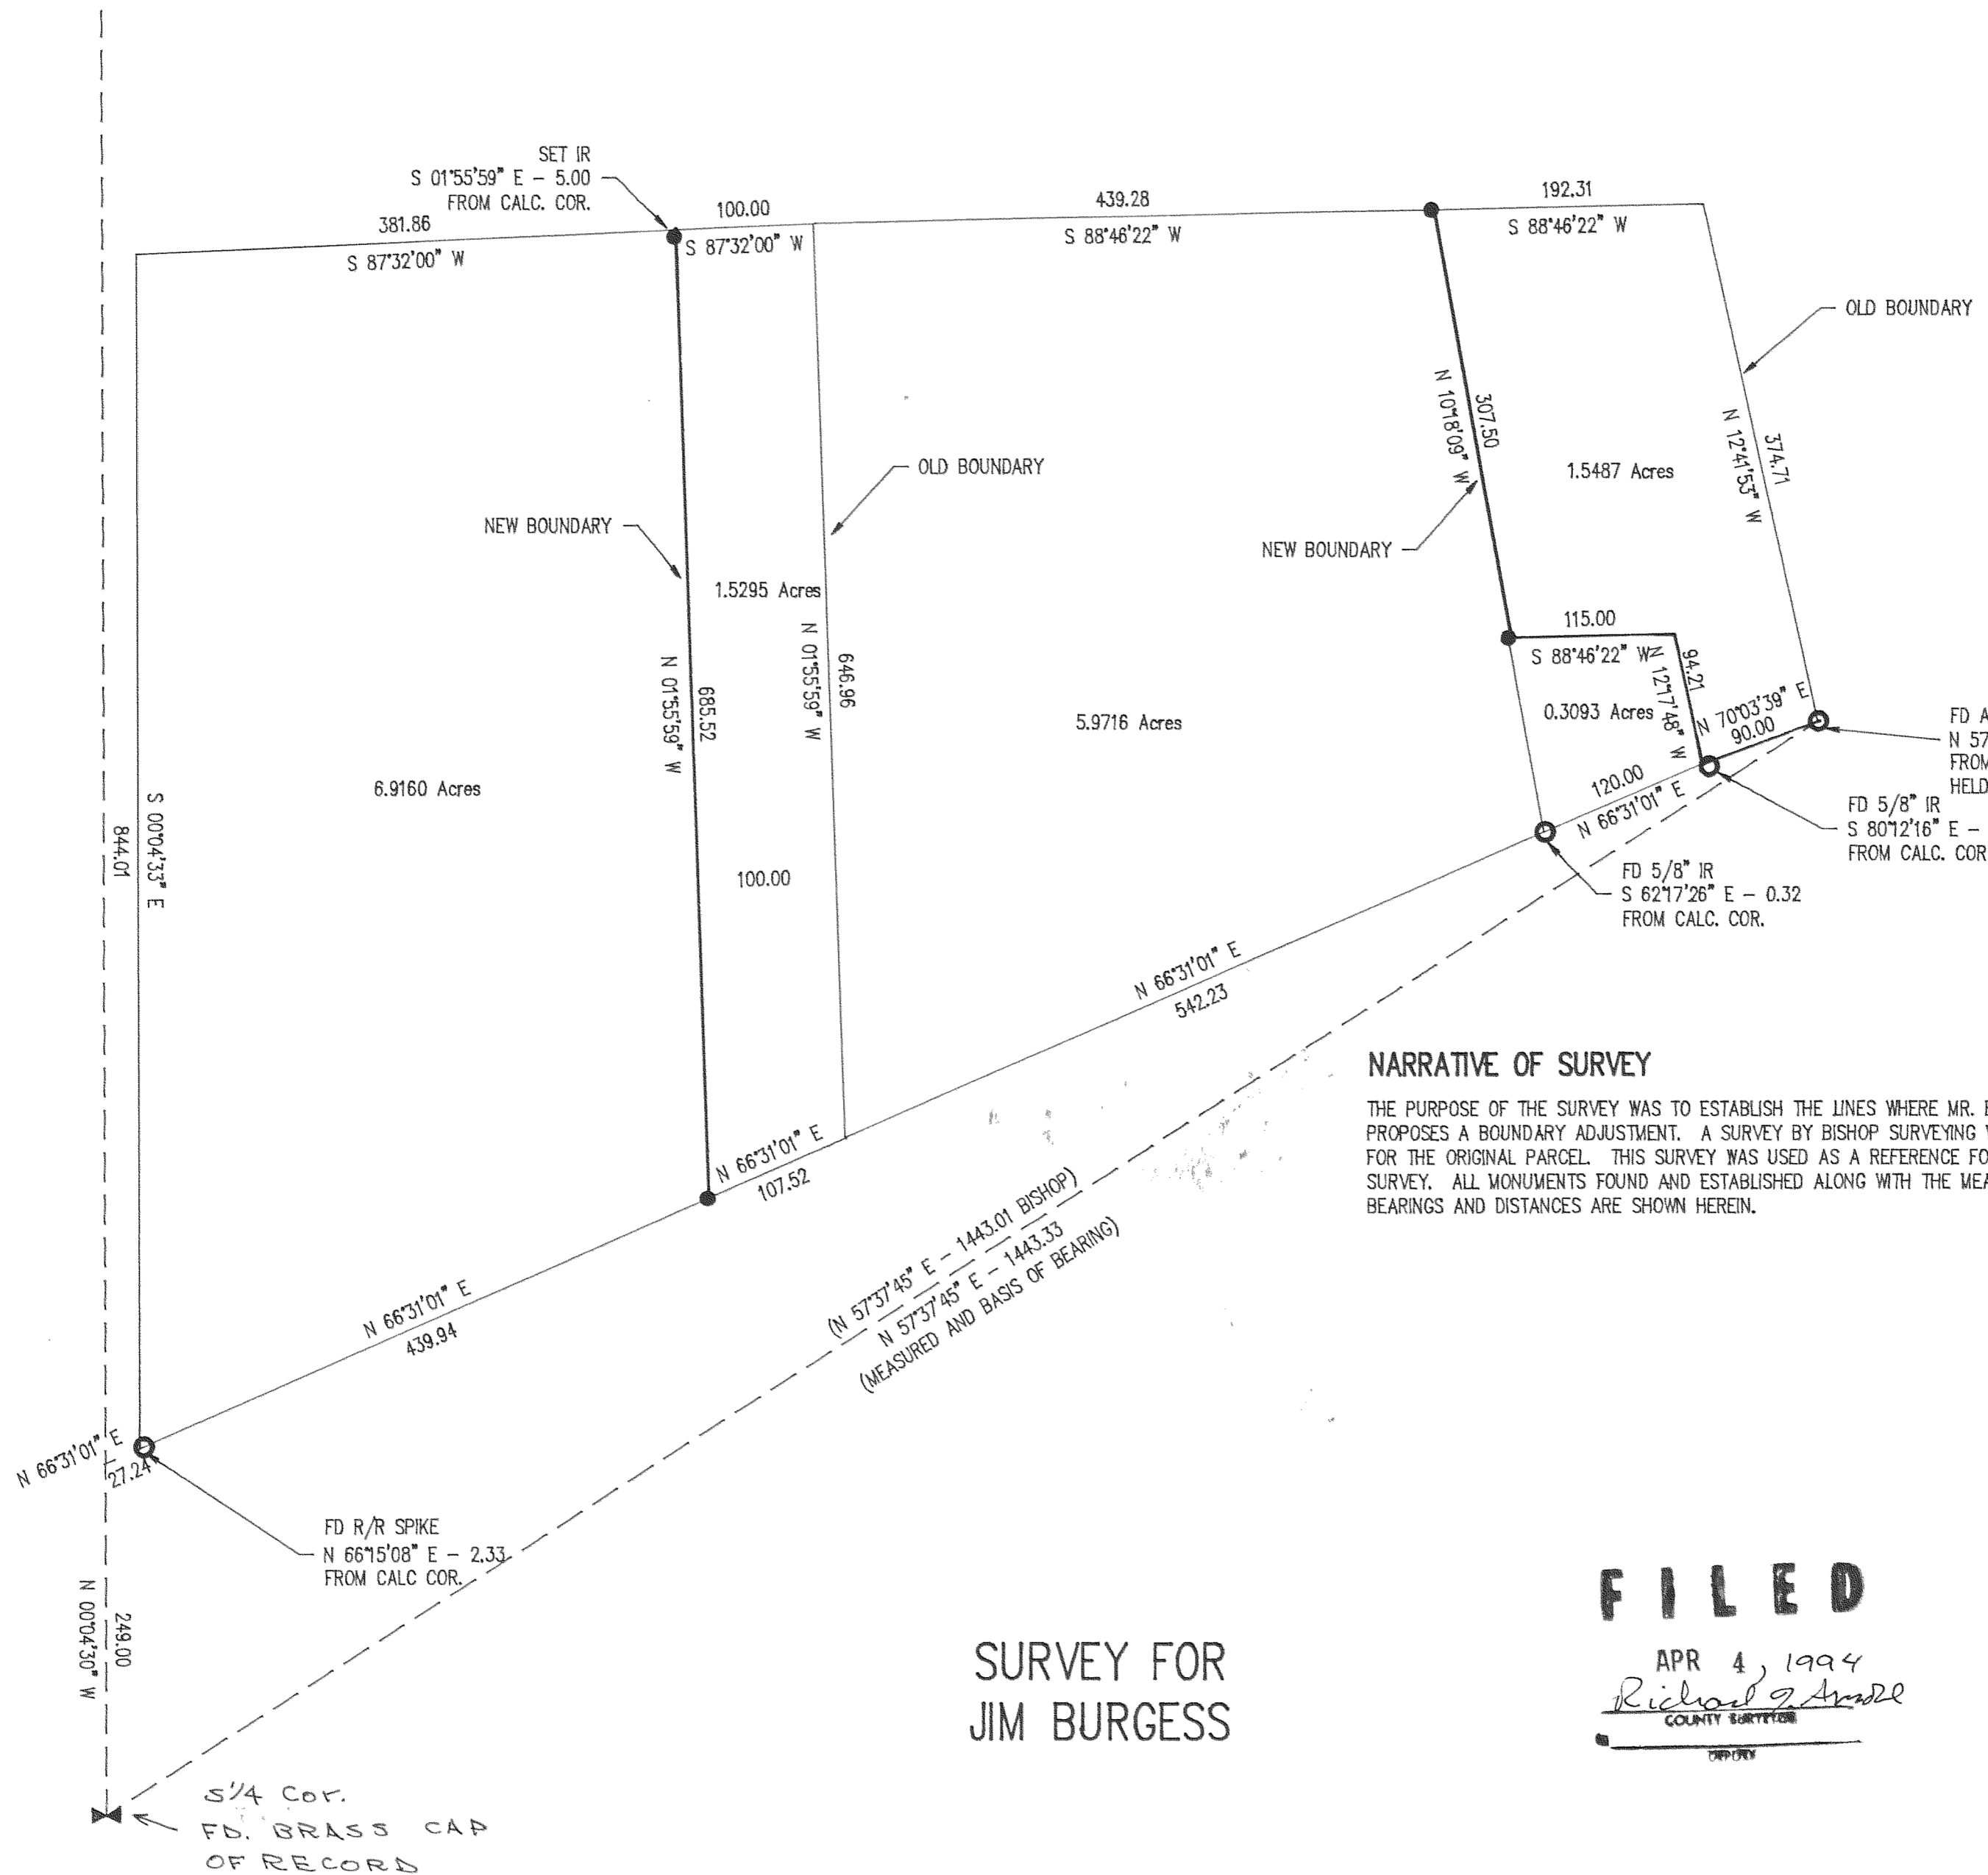 SET IR
S 01°55'59" E – 5.00
FROM CALC. COR.
381.86
S 87°32'00" W
100.00
S 87°32'00" W
439.28
S 88°46'22" W
192.31
S 88°46'22" W
OLD BOUNDARY
N 10°18'09" W
307.50
N 12°41'53" W
374.71
1.5487 Acres
OLD BOUNDARY
NEW BOUNDARY
NEW BOUNDARY
1.5295 Acres
N 01°55'59" W
646.96
N 01°55'59" W
685.52
115.00
S 88°46'22" W
N 12°17'48" W
94.21
0.3093 Acres
N 70°03'39" E
90.00
5.9716 Acres
6.9160 Acres
S 00°04'33" E
844.01
100.00
120.00
N 66°31'01" E
FD A
N 57
FROM
HELD
FD 5/8" IR
S 80°12'16" E –
FROM CALC. COR
FD 5/8" IR
S 62°17'26" E – 0.32
FROM CALC. COR.
N 66°31'01" E
542.23
NARRATIVE OF SURVEY
THE PURPOSE OF THE SURVEY WAS TO ESTABLISH THE LINES WHERE MR.
PROPOSES A BOUNDARY ADJUSTMENT. A SURVEY BY BISHOP SURVEYING
FOR THE ORIGINAL PARCEL. THIS SURVEY WAS USED AS A REFERENCE FO
SURVEY. ALL MONUMENTS FOUND AND ESTABLISHED ALONG WITH THE MEA
BEARINGS AND DISTANCES ARE SHOWN HEREIN.
N 66°31'01" E
107.52
(N 57°37'45" E – 1443.01 BISHOP)
N 57°37'45" E – 1443.33
(MEASURED AND BASIS OF BEARING)
N 66°31'01" E
439.94
N 66°31'01" E
27.24
FD R/R SPIKE
N 66°15'08" E – 2.33
FROM CALC COR.
N 00°04'30" W
249.00
SURVEY FOR
JIM BURGESS
FILED
APR 4, 1994
Richard
COUNTY SURVEYOR
DEPUTY
S 1/4 Cor.
FD. BRASS CAP
OF RECORD